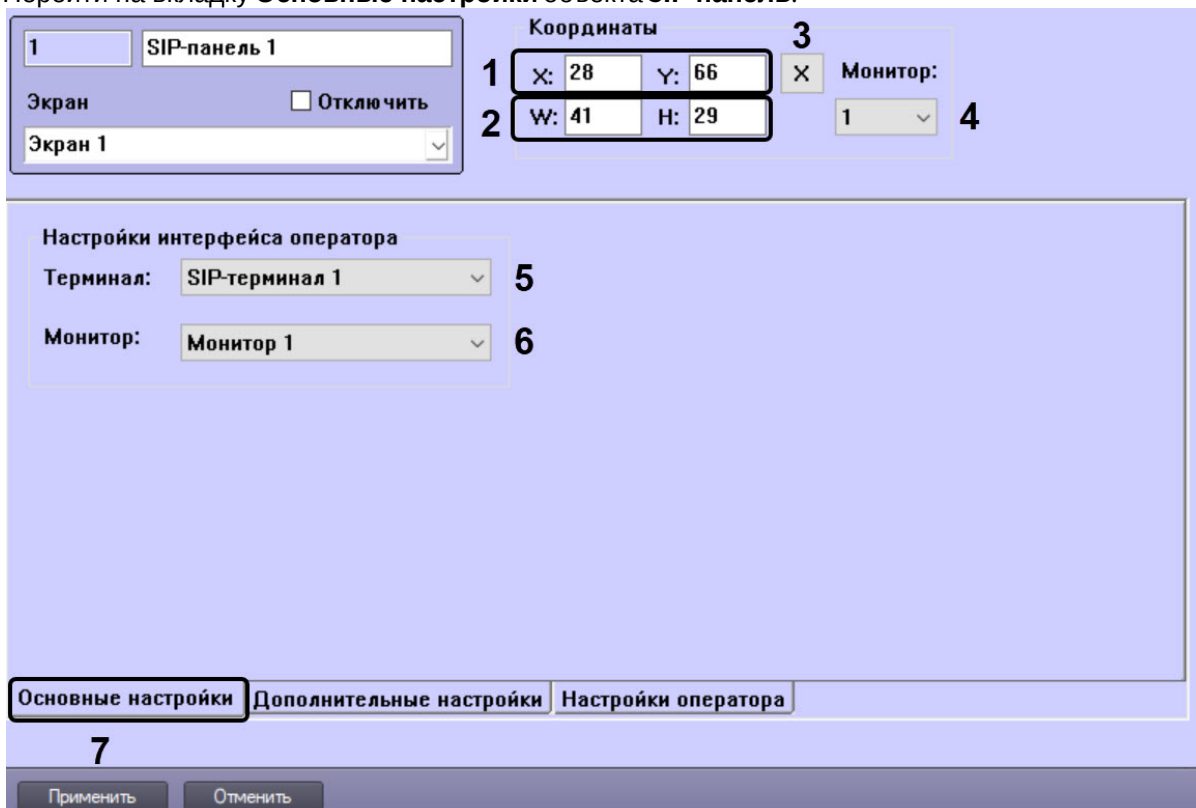 Перейти на вкладку Основные настройки объекта SIP-панель.
1 SIP-панель 1
Экран Отключить
Экран 1
Координаты
1 X: 28 Y: 66 X 3
2 W: 41 H: 29
Монитор:
1 4
Настройки интерфейса оператора
Терминал: SIP-терминал 1 5
Монитор: Монитор 1 6
Основные настройки Дополнительные настройки Настройки оператора
7
Применить Отменить